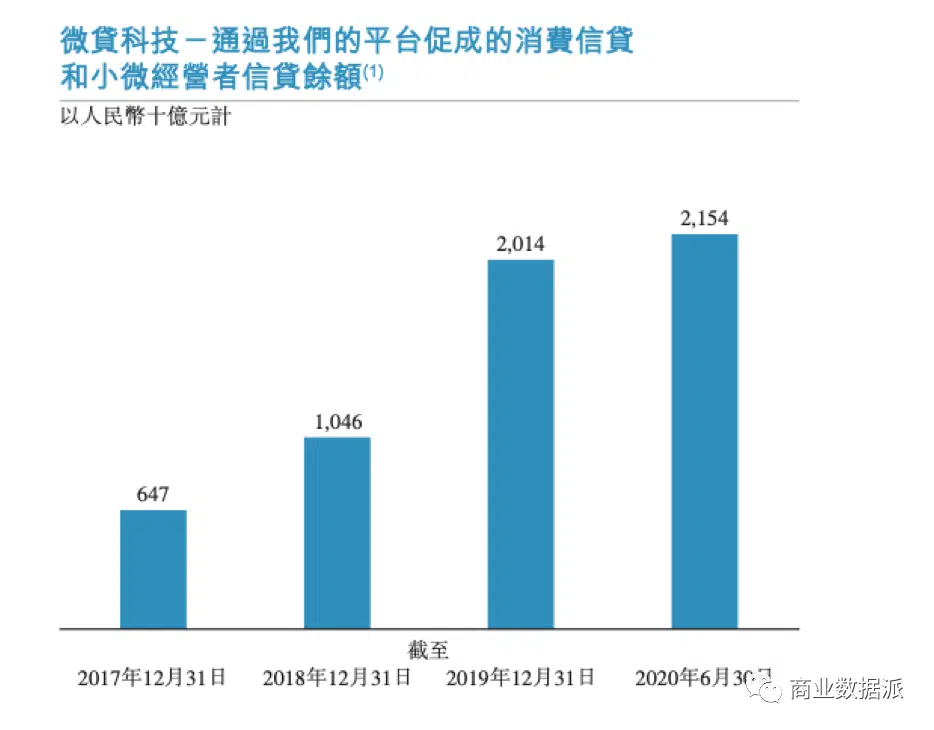 微貸科技－通過我們的平台促成的消費信貸
和小微經營者信貸餘額(1)
以人民幣十億元計
2,154
2,014
1,046
647
截至
2017年12月31日 2018年12月31日 2019年12月31日 2020年6月30日
商业数据派